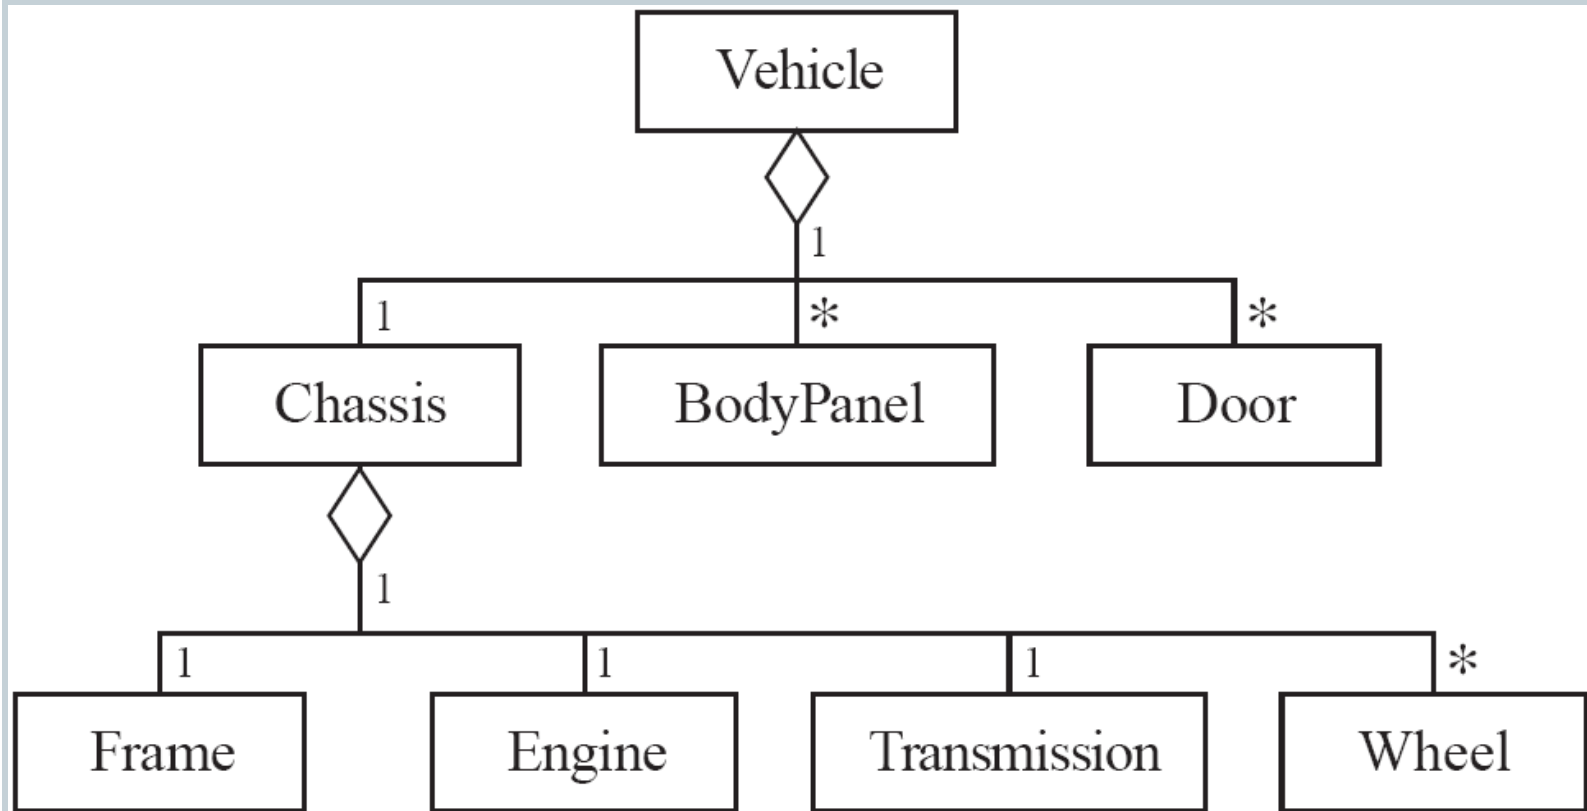 Vehicle
1
1
*
*
Chassis
BodyPanel
Door
1
1
1
1
*
Frame
Engine
Transmission
Wheel